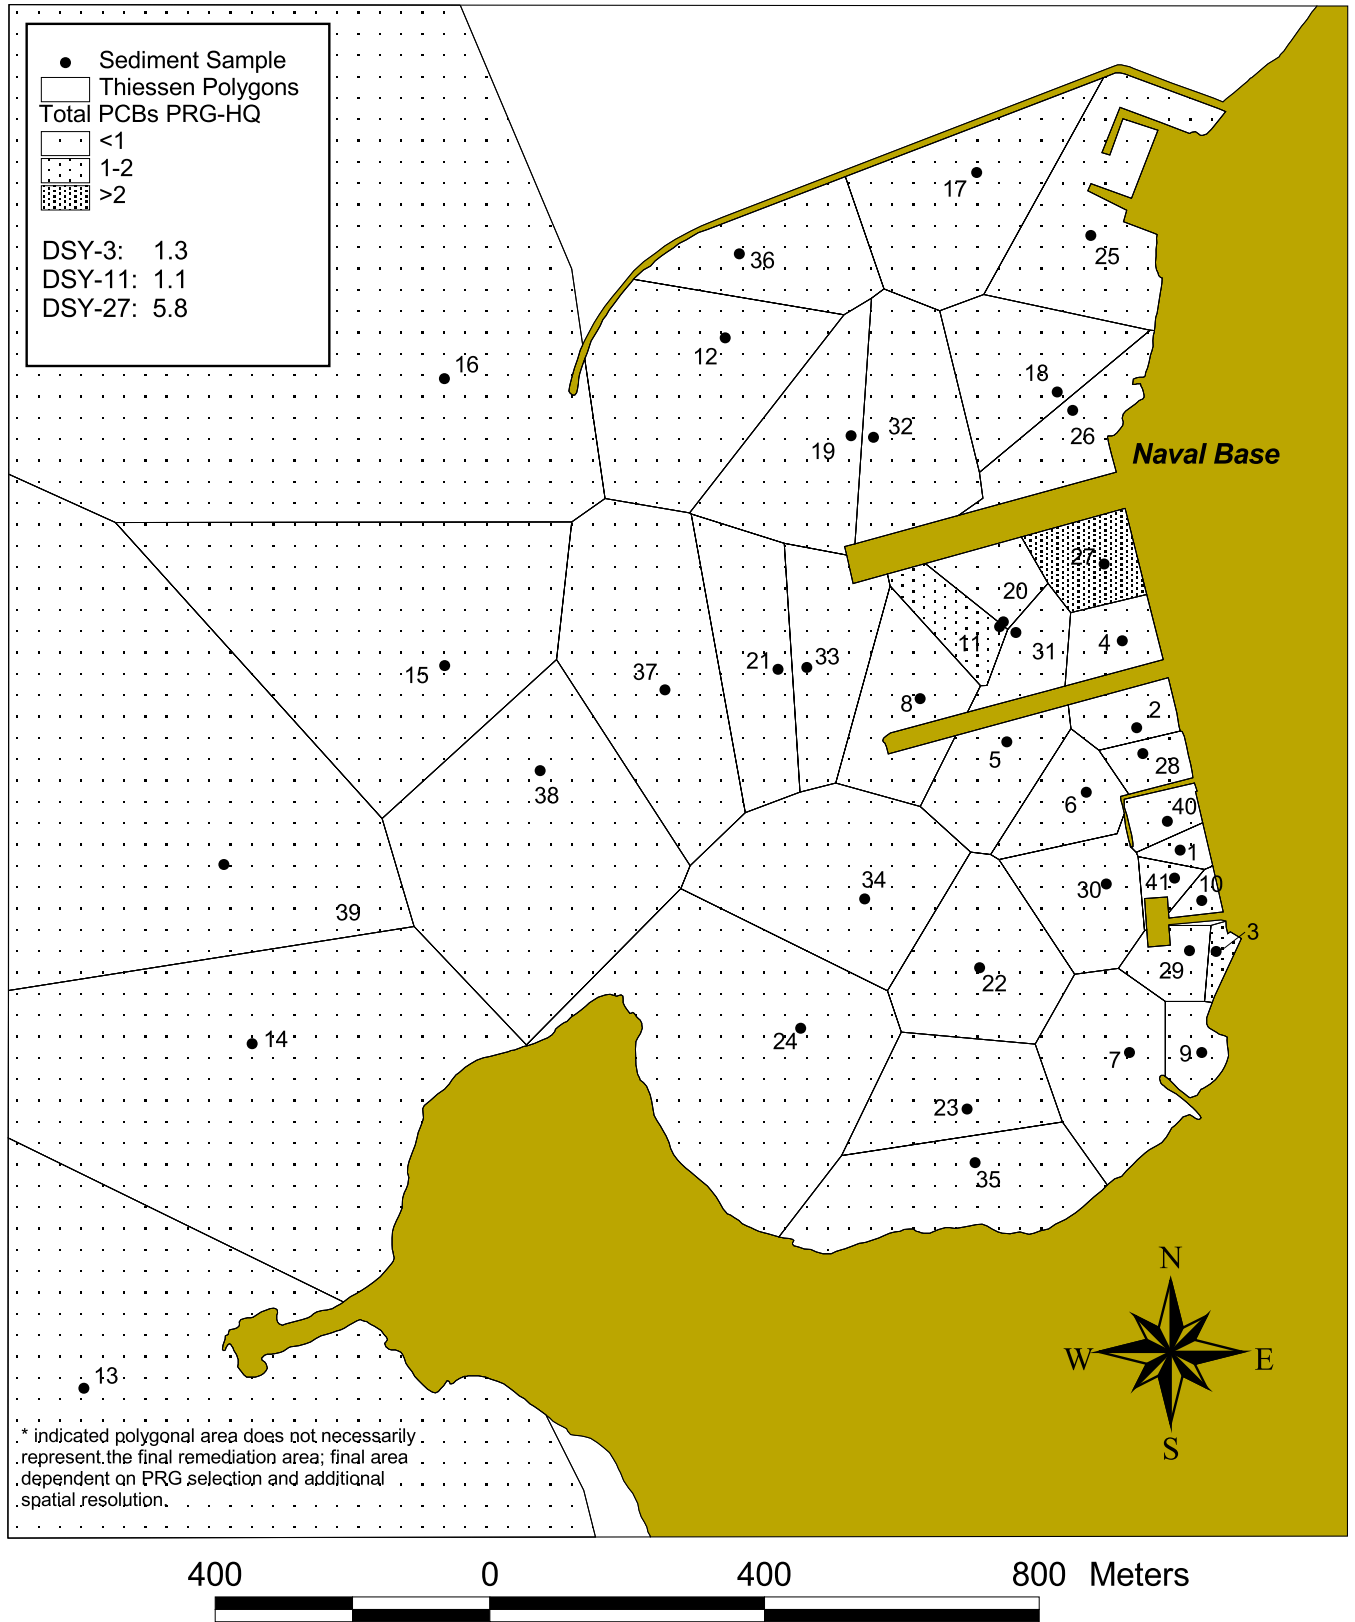 Sediment Sample
Thiessen Polygons
Total PCBs PRG-HQ
<1
1-2
>2
DSY-3: 1.3
DSY-11: 1.1
DSY-27: 5.8
17
25
36
12
16
18
26
19
32
Naval Base
27
20
11
31
4
15
37
21
33
8
2
5
28
38
6
40
1
34
30
41
10
39
3
29
22
14
24
7
9
23
35
N
W
E
S
13
* indicated polygonal area does not necessarily
represent the final remediation area; final area
dependent on PRG selection and additional
spatial resolution.
400 0 400 800 Meters